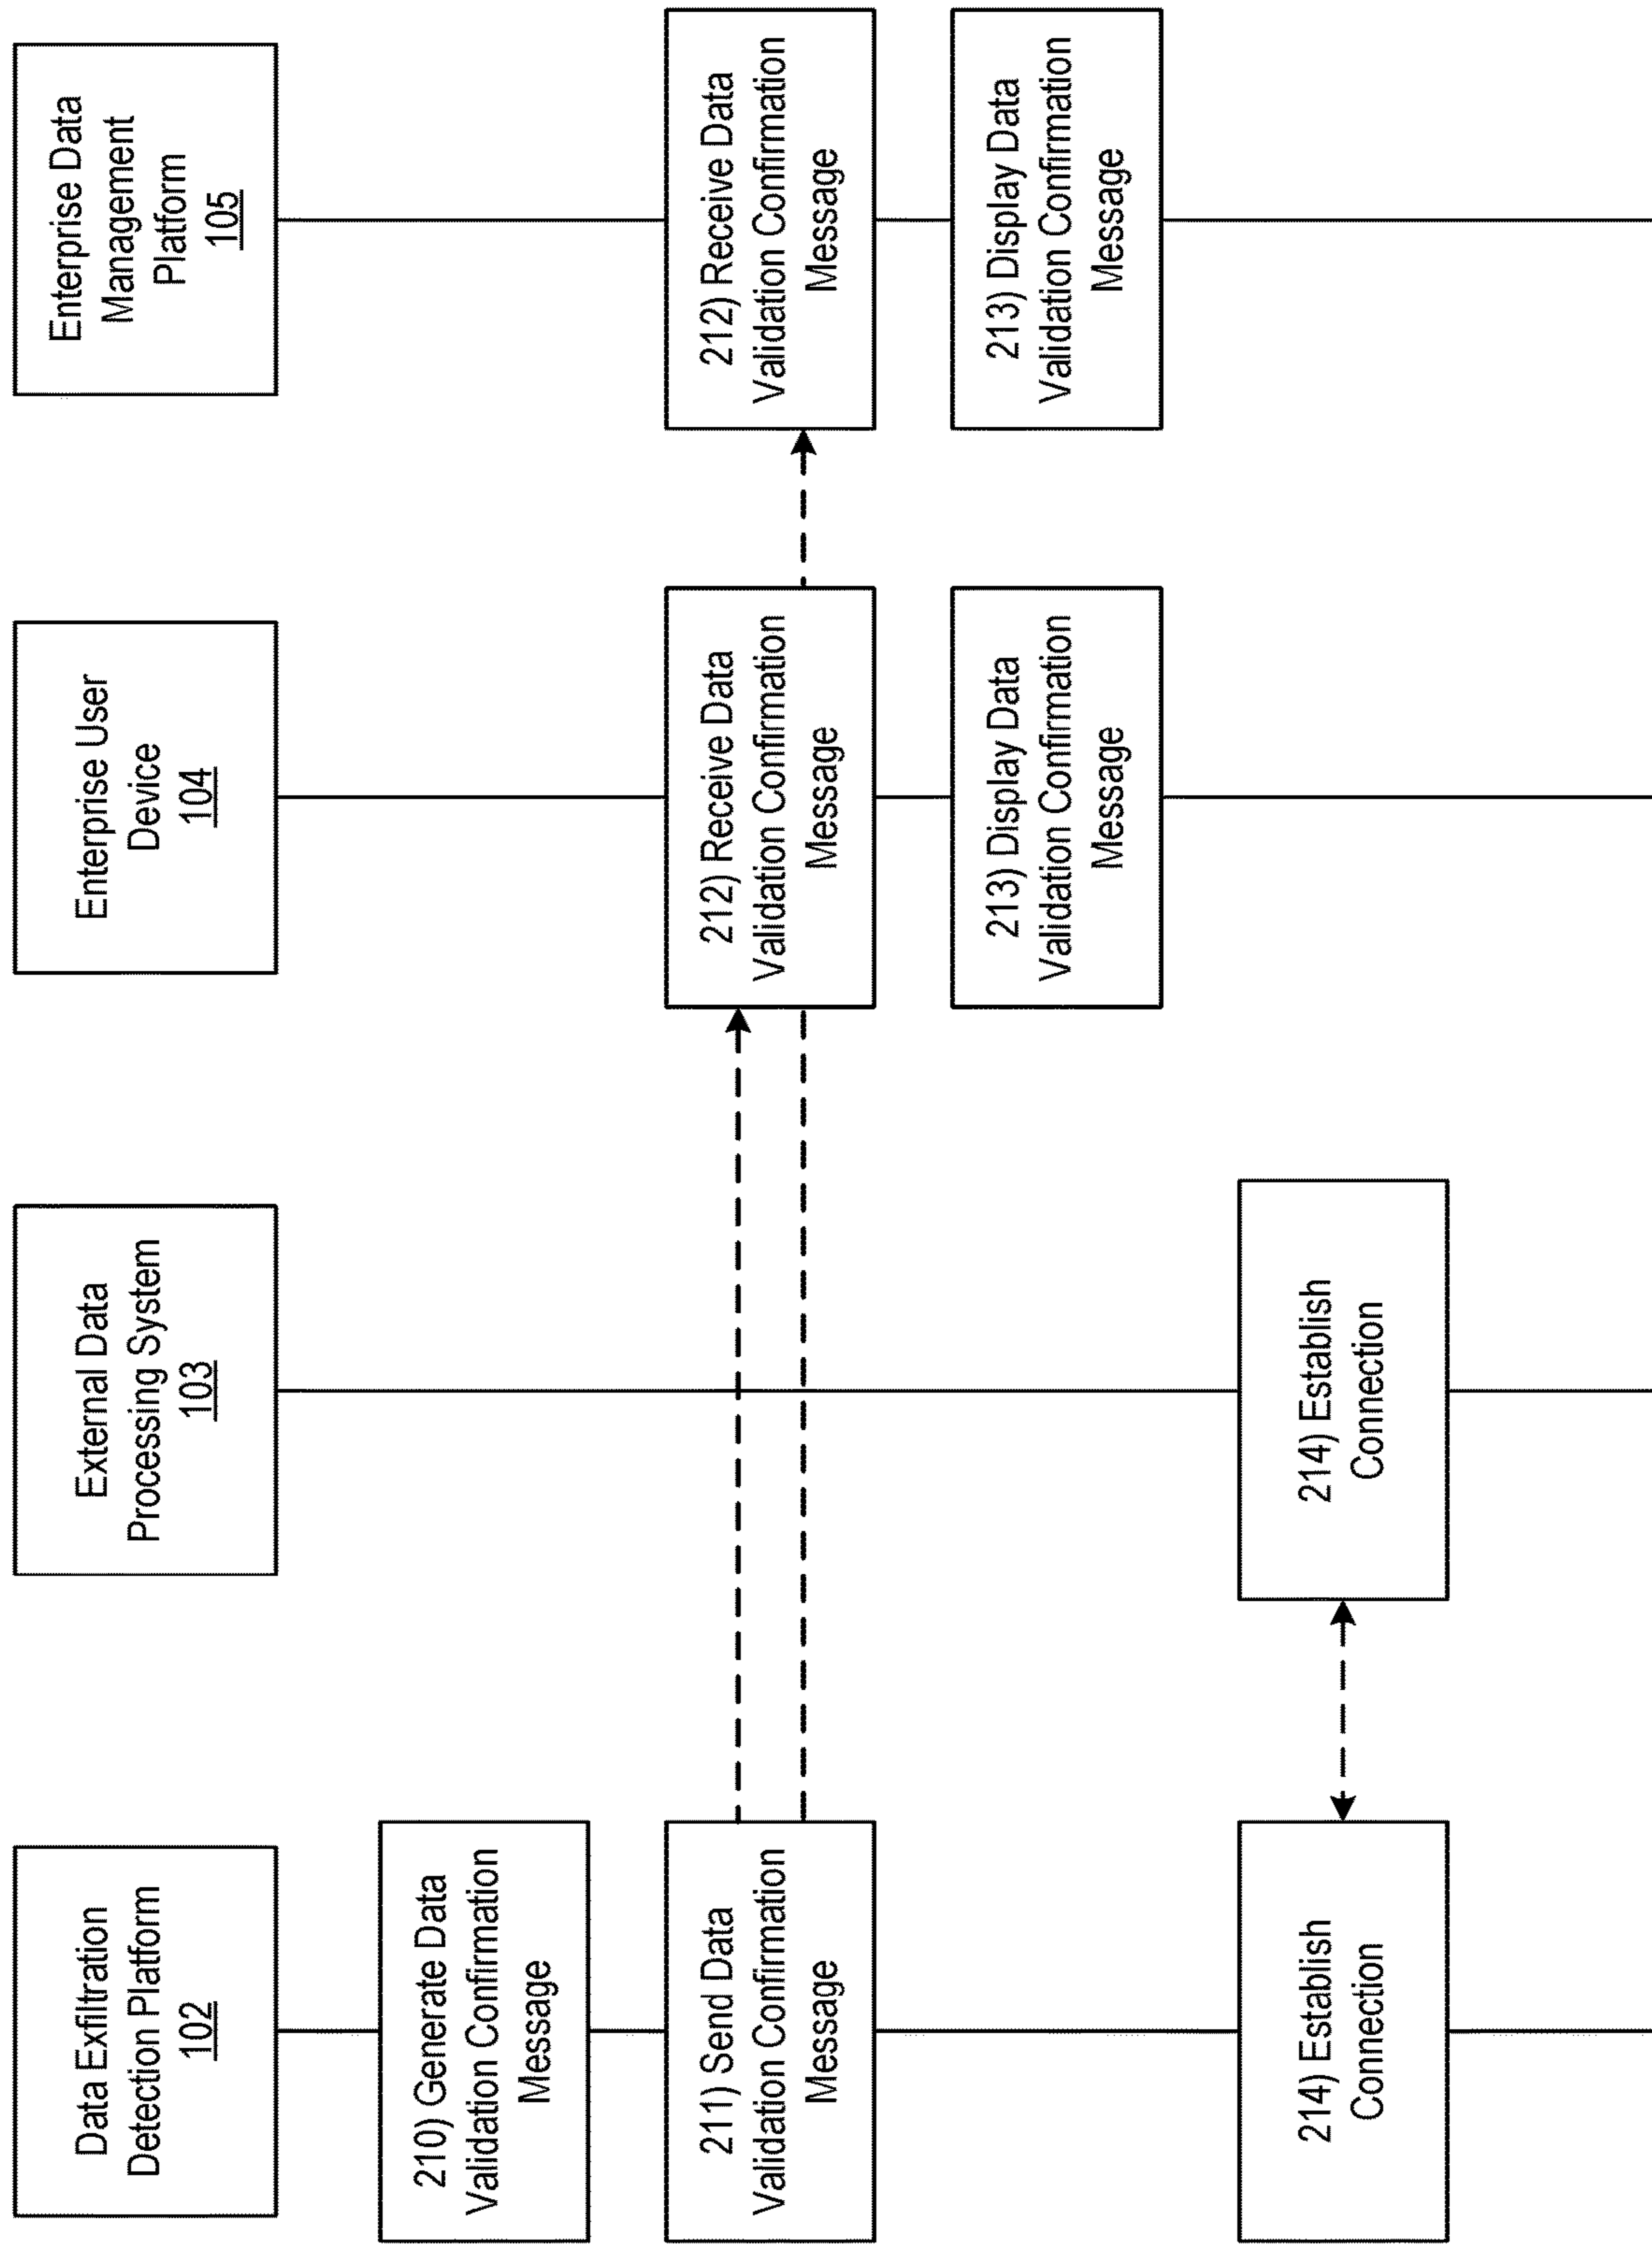 Data Exfiltration
Detection Platform
102
External Data
Processing System
103
Enterprise User
Device
104
Enterprise Data
Management
Platform
105
210) Generate Data
Validation Confirmation
Message
211) Send Data
Validation Confirmation
Message
212) Receive Data
Validation Confirmation
Message
212) Receive Data
Validation Confirmation
Message
213) Display Data
Validation Confirmation
Message
213) Display Data
Validation Confirmation
Message
214) Establish
Connection
214) Establish
Connection